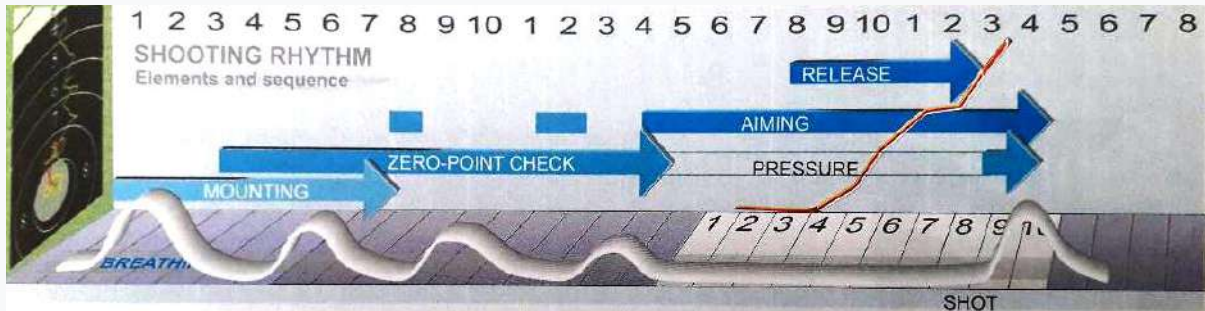 1 2 3 4 5 6 7 8 9 10 1 2 3 4 5 6 7 8 9 10 1 2 3 4 5 6 7 8
SHOOTING RHYTHM
Elements and sequence
RELEASE
AIMING
ZERO-POINT CHECK
PRESSURE
MOUNTING
1 2 3 4 5 6 7 8 9
SHOT